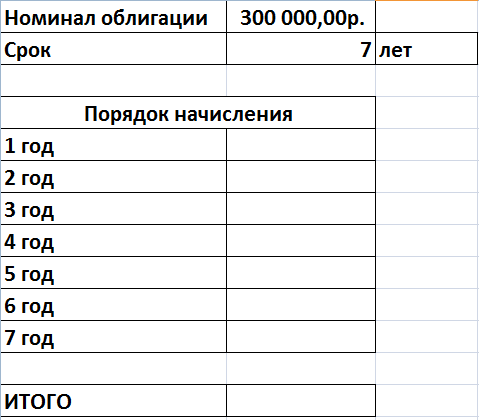 Номинал облигации 300 000,00р.
Срок 7 лет
Порядок начисления
1 год
2 год
3 год
4 год
5 год
6 год
7 год
ИТОГО